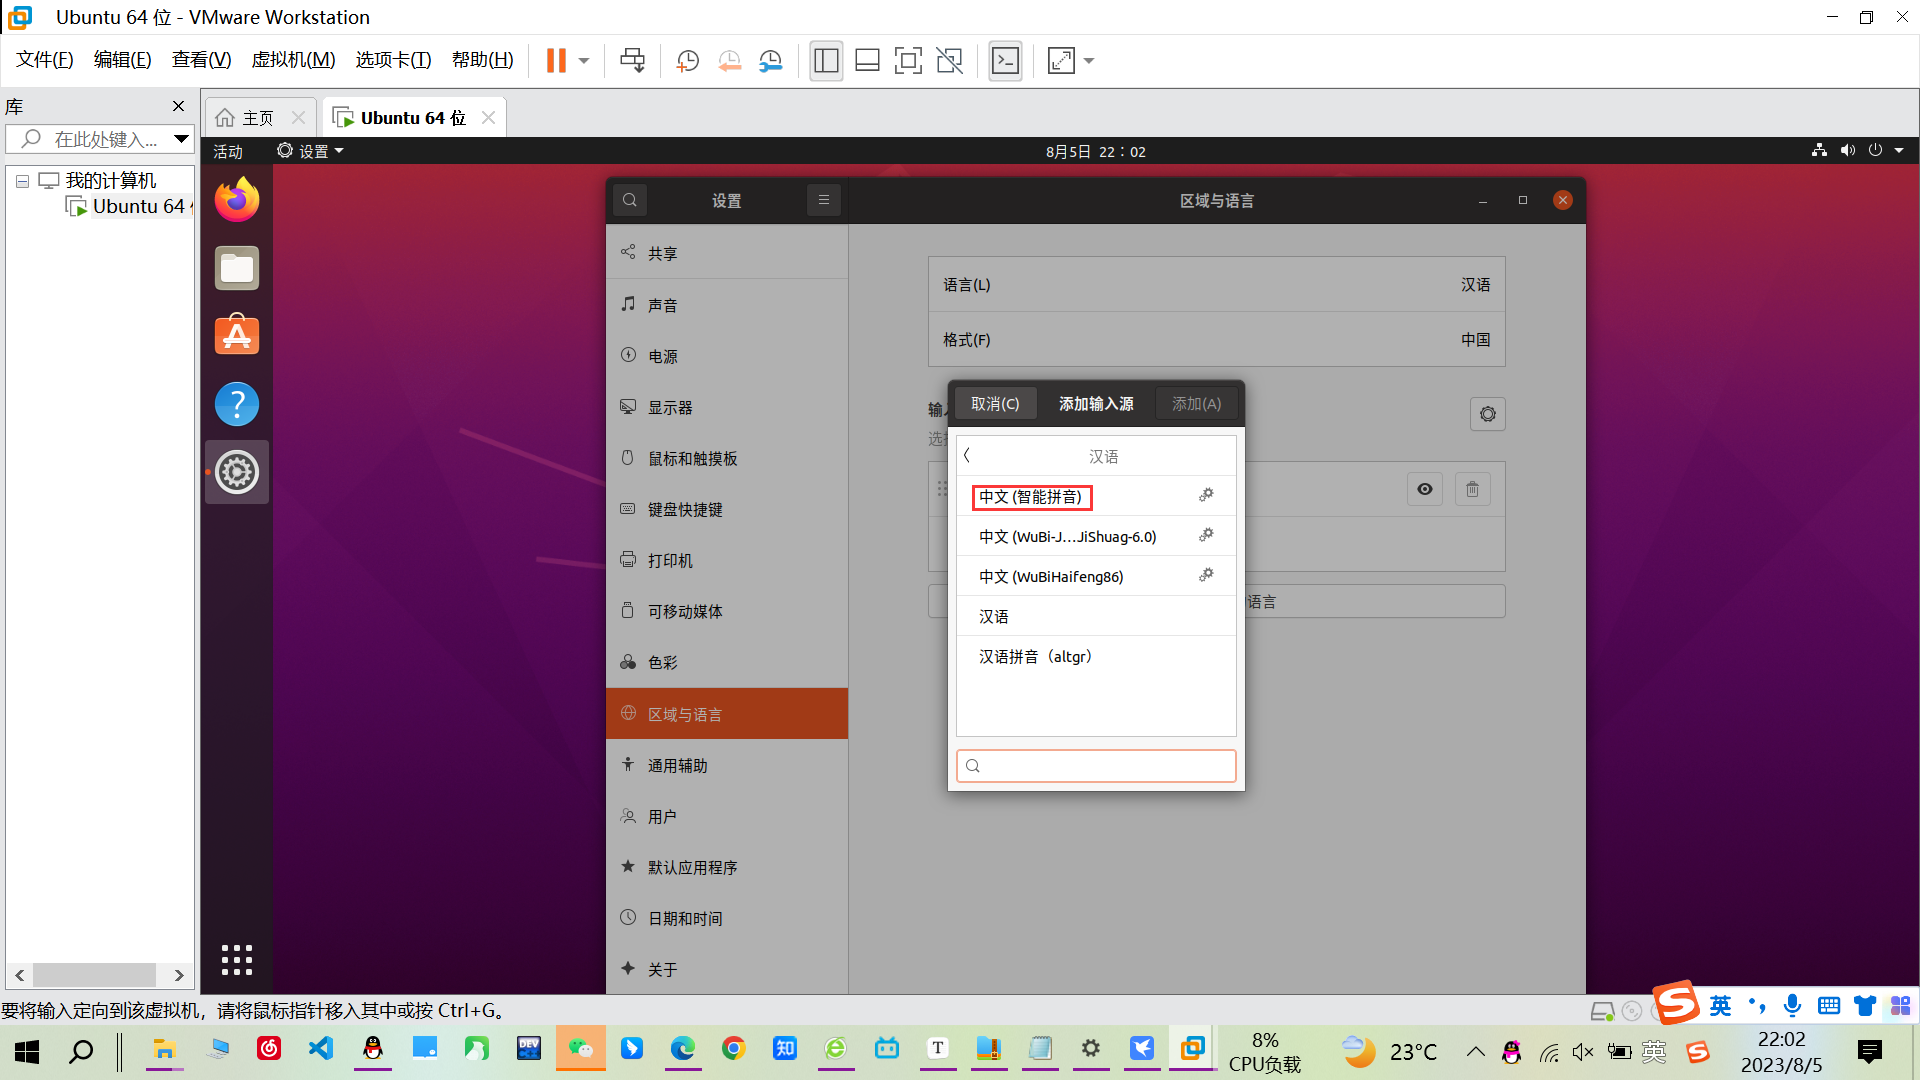 Ubuntu 64 位 - VMware Workstation
文件(F) 编辑(E) 查看(V) 虚拟机(M) 选项卡(T) 帮助(H)
库
在此处键入...
我的计算机
Ubuntu 64
主页
Ubuntu 64 位
活动
设置
8月5日 22：02
设置
区域与语言
共享
声音
电源
显示器
鼠标和触摸板
键盘快捷键
打印机
可移动媒体
色彩
区域与语言
通用辅助
用户
默认应用程序
日期和时间
关于
语言(L)
汉语
格式(F)
中国
输
选
语言
取消(C)
添加输入源
添加(A)
汉语
中文 (智能拼音)
中文 (WuBi-J…JiShuag-6.0)
中文 (WuBiHaifeng86)
汉语
汉语拼音（altgr）
要将输入定向到该虚拟机，请将鼠标指针移入其中或按 Ctrl+G。
英
DEV
知
T
8%
CPU负载
23°C
英
22:02
2023/8/5